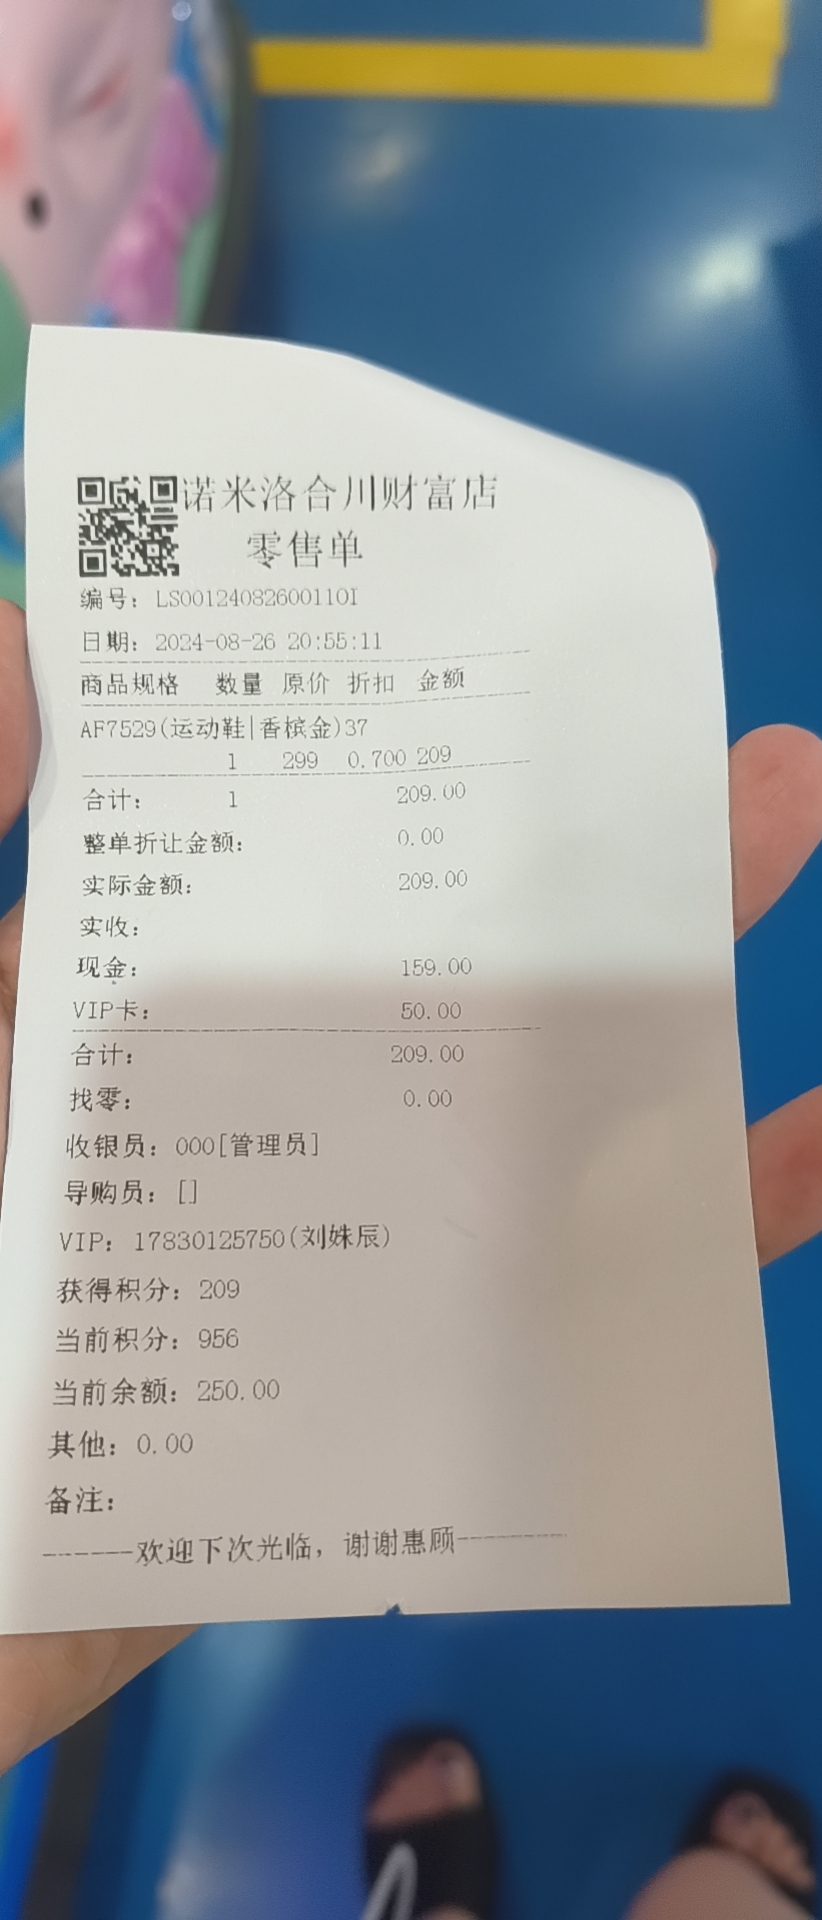 诺米洛合川财富店
零售单
编号：LS00124082600110I
日期：2024-08-26 20:55:11
商品规格 数量 原价 折扣 金额
AF7529(运动鞋|香槟金)37
1 299 0.700 209
合计： 1 209.00
整单折让金额： 0.00
实际金额： 209.00
实收：
现金： 159.00
VIP卡： 50.00
合计： 209.00
找零： 0.00
收银员：000[管理员]
导购员：[]
VIP：17830125750(刘姝辰)
获得积分：209
当前积分：956
当前余额：250.00
其他：0.00
备注：
-------欢迎下次光临，谢谢惠顾---------